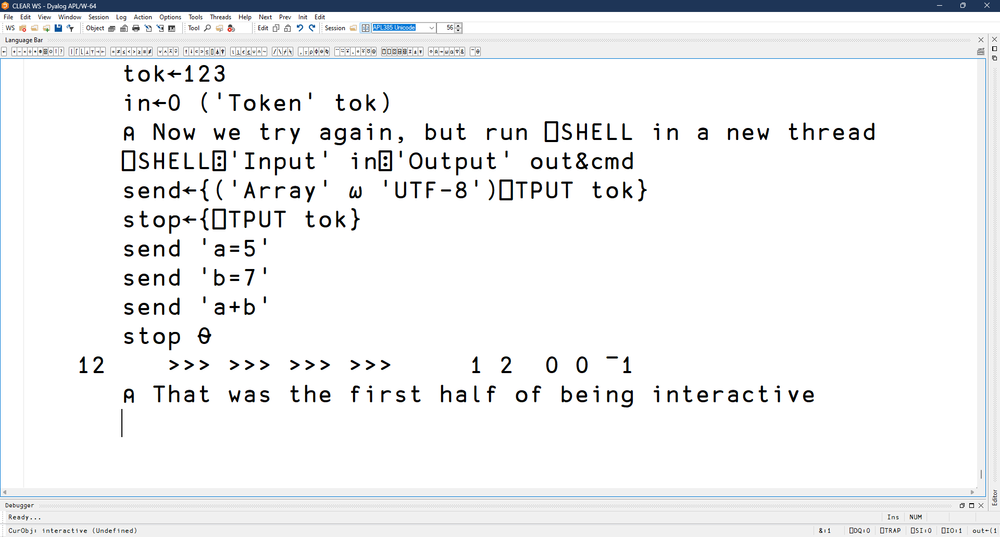 CLEAR WS - Dyalog APL/W-64
File Edit View Window Session Log Action Options Tools Threads Help Next Prev Init Edit
WS Object Tool Edit Session APL385 Unicode 56
Language Bar
← +-×÷*⍟⌹○!? |⌈⌊⊥⊤⊣⊢ =≠≤<>≥≡≢ ∨∧⍲⍱ ↑↓⊂⊃⊆⌷⍋⍒ ⍳⍸∊⍷∪∩~ /\⌿⍀ ,⍪⍴⌽⊖⍉ ¨⍨⍣.∘⍤⍥@ ⍞⎕⍠⌸⌺⌶⍎⍕ ⋄⍝→⍵⍺∇& ¯⍬
tok←123
in←0 ('Token' tok)
⍝ Now we try again, but run ⎕SHELL in a new thread
⎕SHELL⍠'Input' in⍠'Output' out&cmd
send←{('Array' ⍵ 'UTF-8')⎕TPUT tok}
stop←{⎕TPUT tok}
send 'a=5'
send 'b=7'
send 'a+b'
stop ⍬
12 >>> >>> >>> >>> 1 2 0 0 ¯1
⍝ That was the first half of being interactive
Editor
Debugger
Ready...
Ins NUM
CurObj: interactive (Undefined)
&:1 ⎕DQ:0 ⎕TRAP ⎕SI:0 ⎕IO:1 out←(1